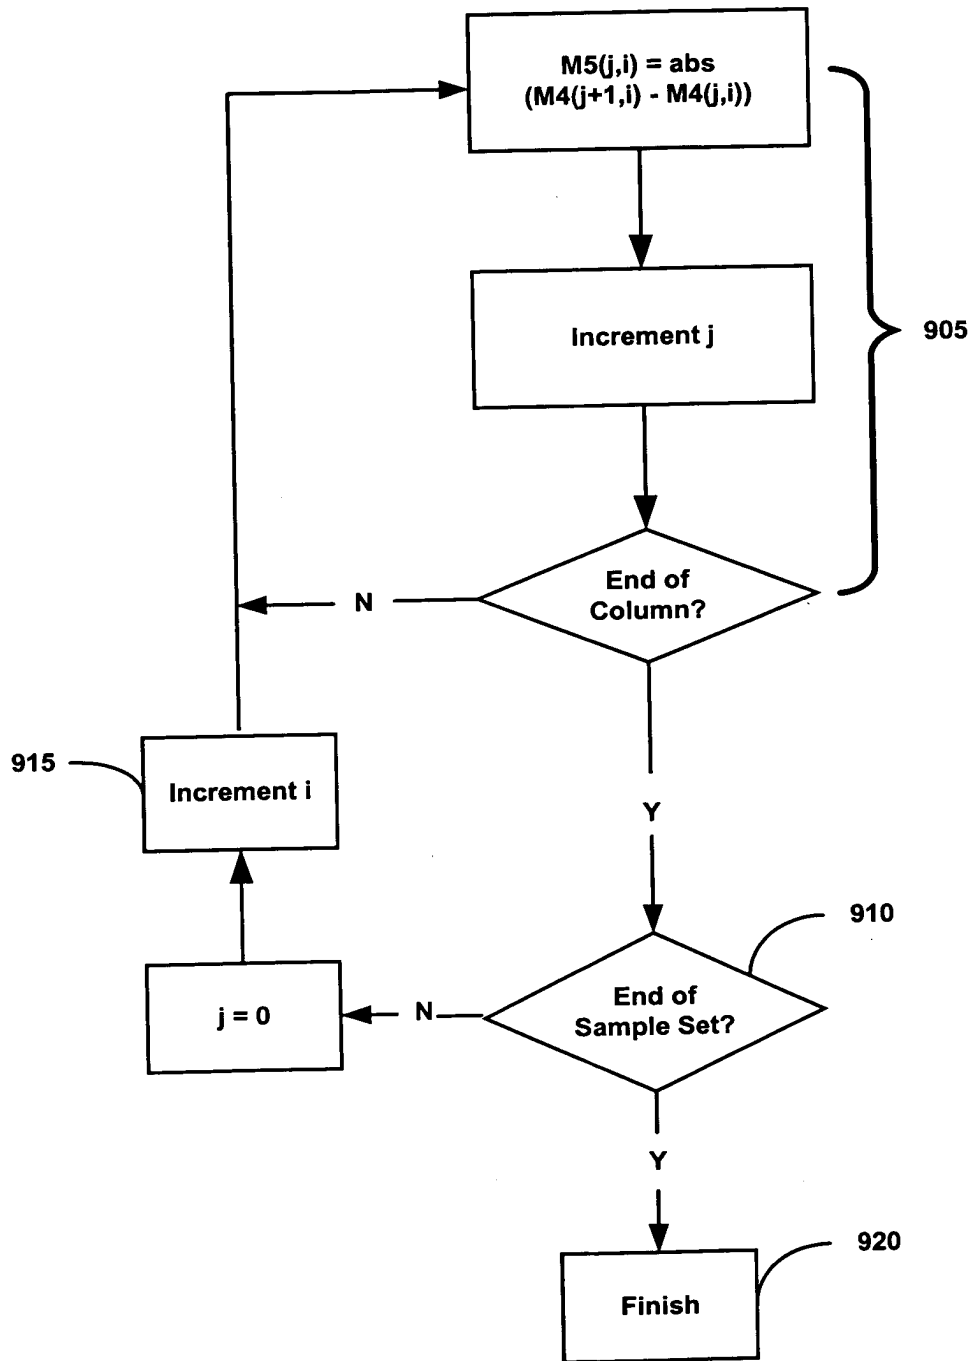 M5(j,i) = abs
(M4(j+1,i) - M4(j,i))
Increment j
905
End of
Column?
N
915
Increment i
Y
910
End of
Sample Set?
N
j = 0
Y
920
Finish